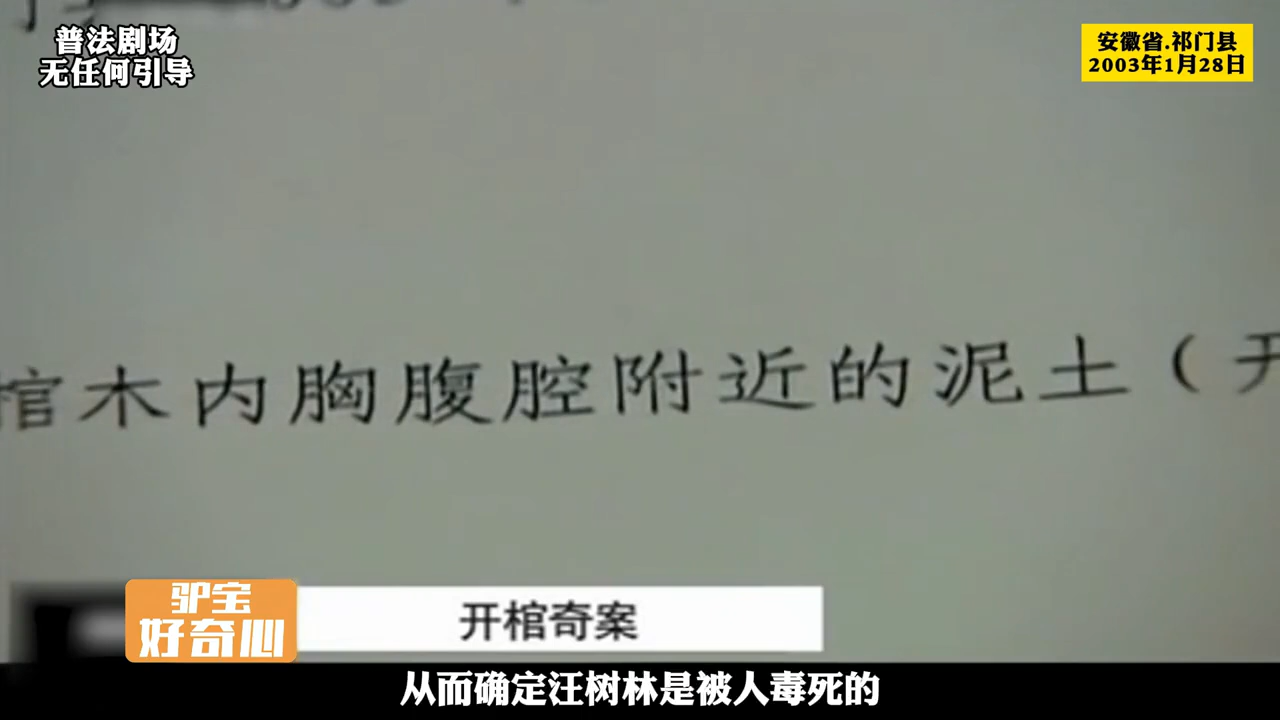 普法剧场
无任何引导
安徽省.祁门县
2003年1月28日
棺木内胸腹腔附近的泥土（开
驴宝
好奇心
开棺奇案
从而确定汪树林是被人毒死的